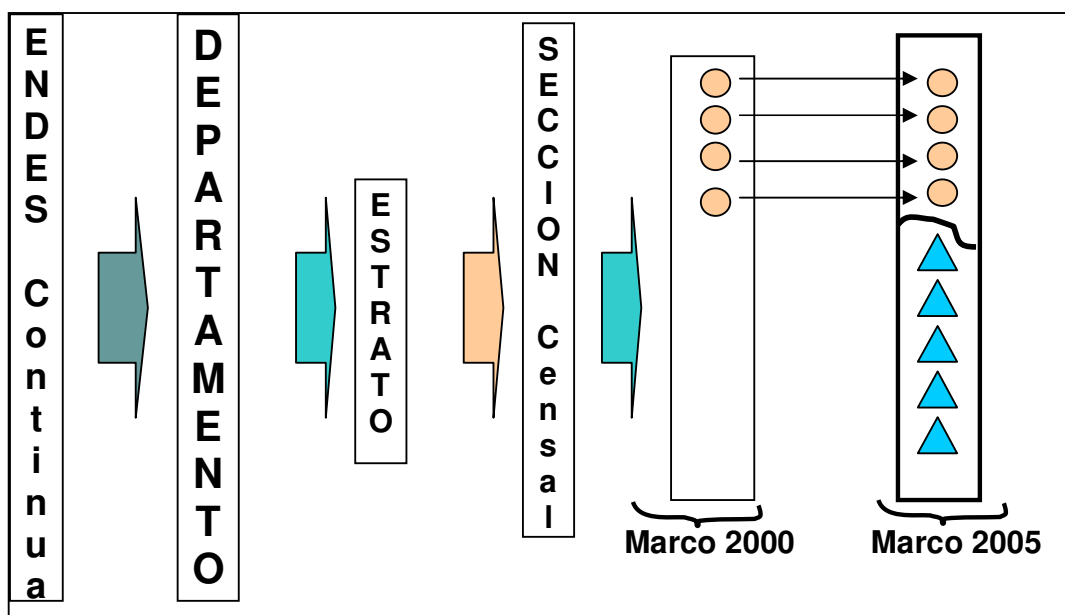 ENDES Continua
DEPARTAMENTO
ESTRATO
SECCION Censal
Marco 2000
Marco 2005